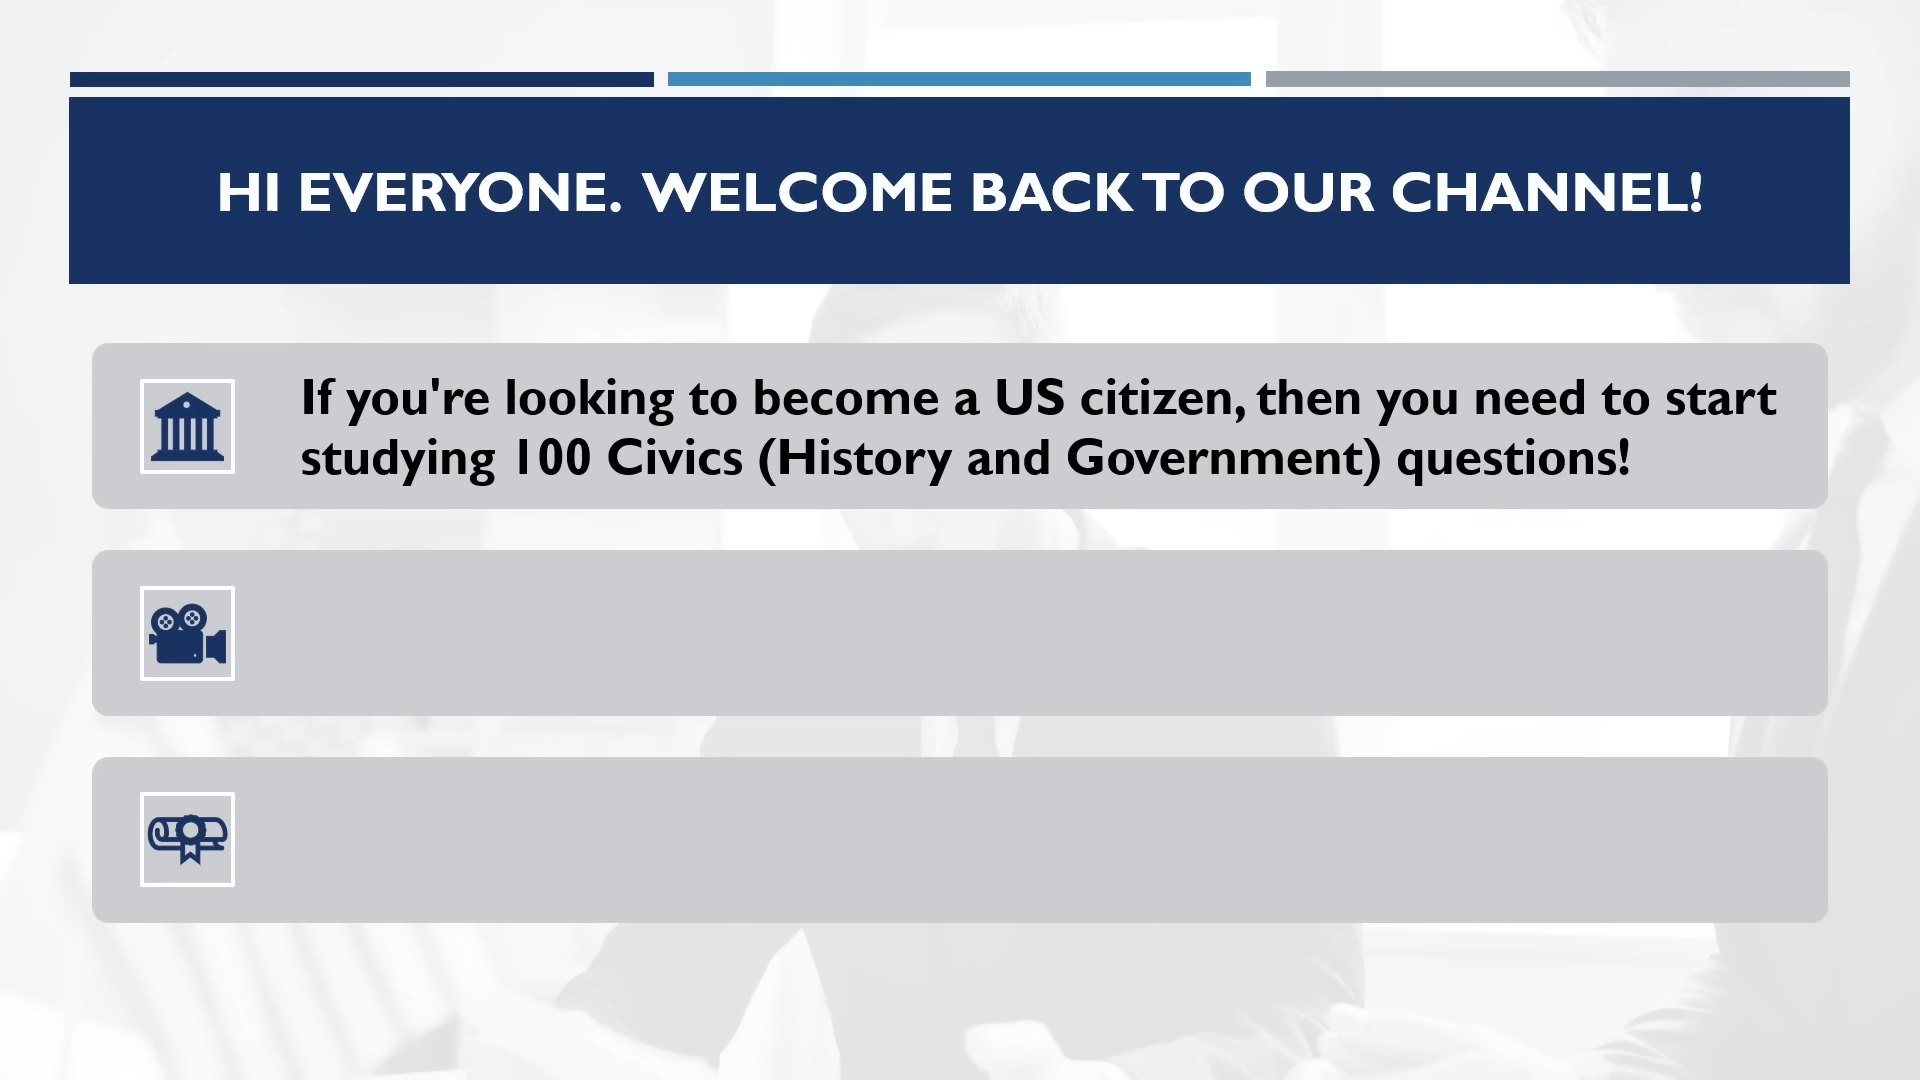 HI EVERYONE. WELCOME BACK TO OUR CHANNEL!
If you're looking to become a US citizen, then you need to start
studying 100 Civics (History and Government) questions!